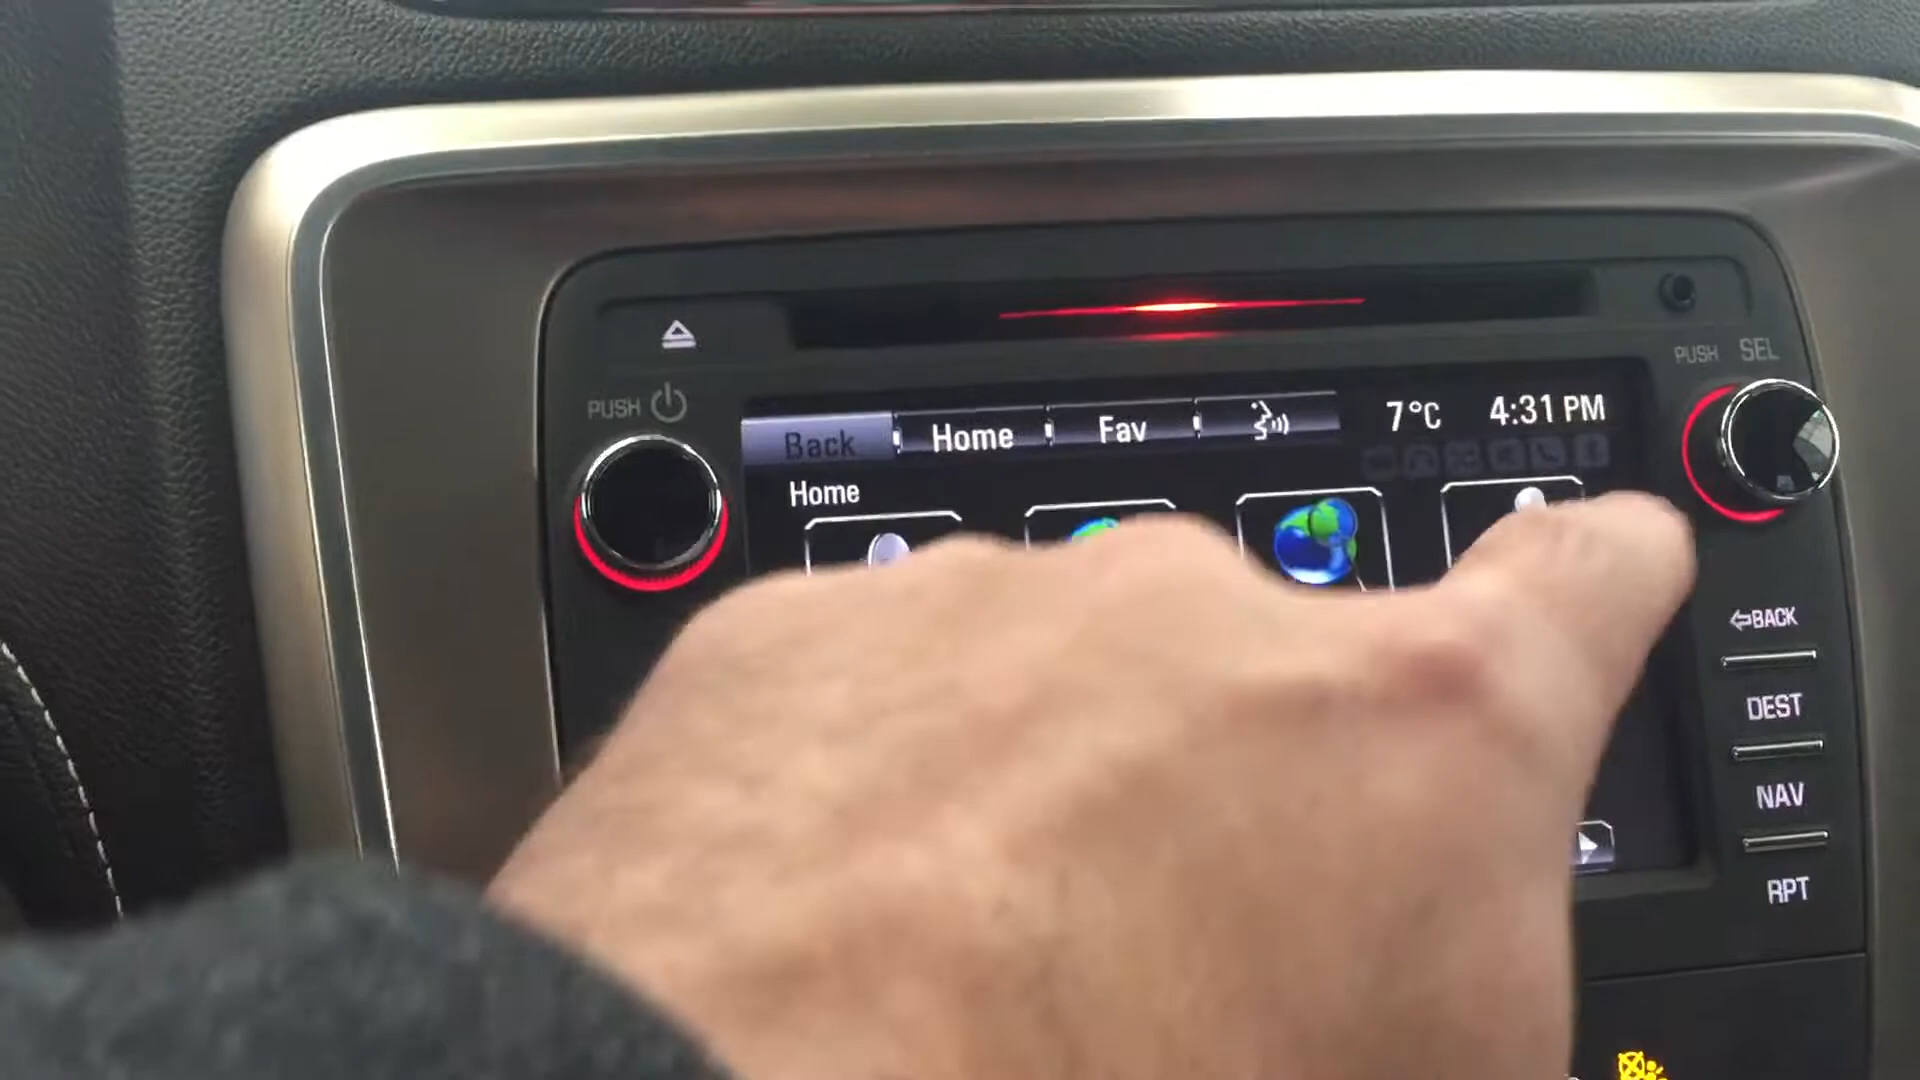 PUSH
PUSH SEL
Back Home Fav 7°C 4:31 PM
Home
BACK
DEST
NAV
RPT